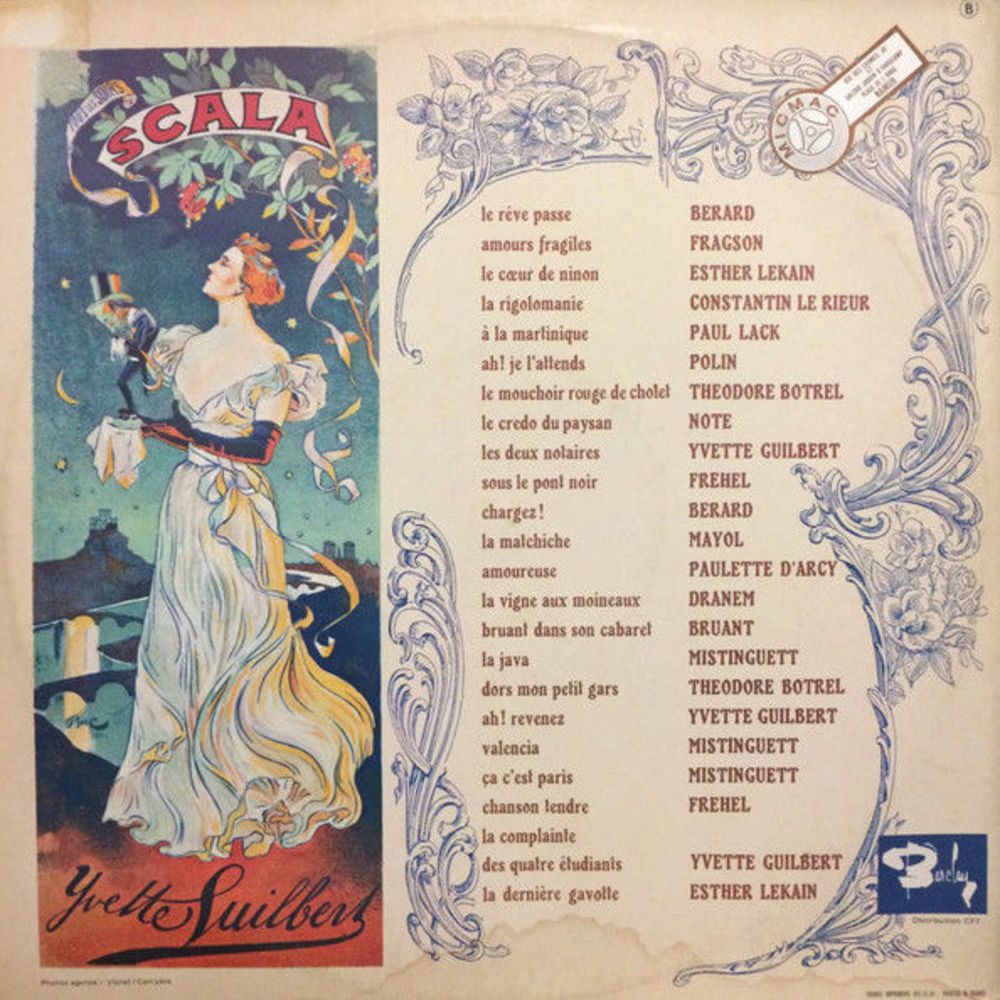 B
SCALA
MICMAC
le rêve passe BERARD
amours fragiles FRAGSON
le cœur de ninon ESTHER LEKAIN
la rigolomanie CONSTANTIN LE RIEUR
à la martinique PAUL LACK
ah! je l'attends POLIN
le mouchoir rouge de cholet THEODORE BOTREL
le credo du paysan NOTE
les deux notaires YVETTE GUILBERT
sous le pont noir FREHEL
chargez! BERARD
la matchiche MAYOL
amoureuse PAULETTE D'ARCY
la vigne aux moineaux DRANEM
bruant dans son cabaret BRUANT
la java MISTINGUETT
dors mon petit gars THEODORE BOTREL
ah! revenez YVETTE GUILBERT
valencia MISTINGUETT
ça c'est paris MISTINGUETT
chanson tendre FREHEL
la complainte
des quatre étudiants YVETTE GUILBERT
la dernière gavotte ESTHER LEKAIN
Yvette Guilbert
Barclay
Distribution CFD
Photos agence